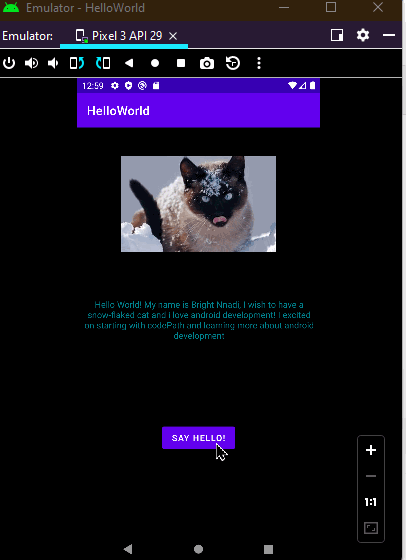 Emulator - HelloWorld
Emulator:
Pixel 3 API 29
12:59
HelloWorld
Hello World! My name is Bright Nnadi, I wish to have a
snow-flaked cat and i love android development! I excited
on starting with codePath and learning more about android
development
SAY HELLO!
1:1